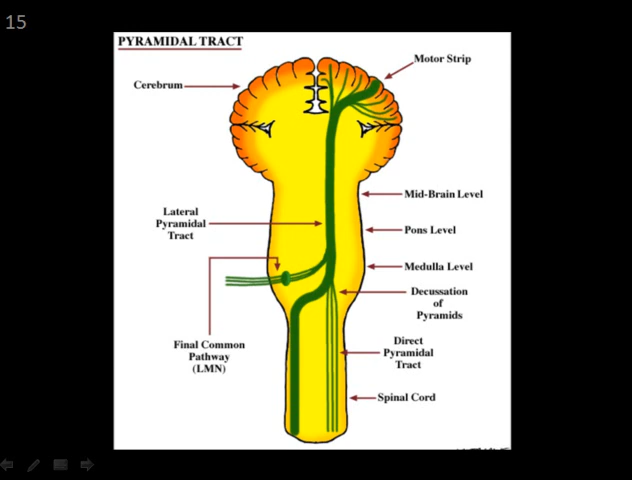 15
PYRAMIDAL TRACT
Motor Strip
Cerebrum
Mid-Brain Level
Lateral
Pyramidal
Tract
Pons Level
Medulla Level
Decussation
of
Pyramids
Final Common
Pathway
(LMN)
Direct
Pyramidal
Tract
Spinal Cord